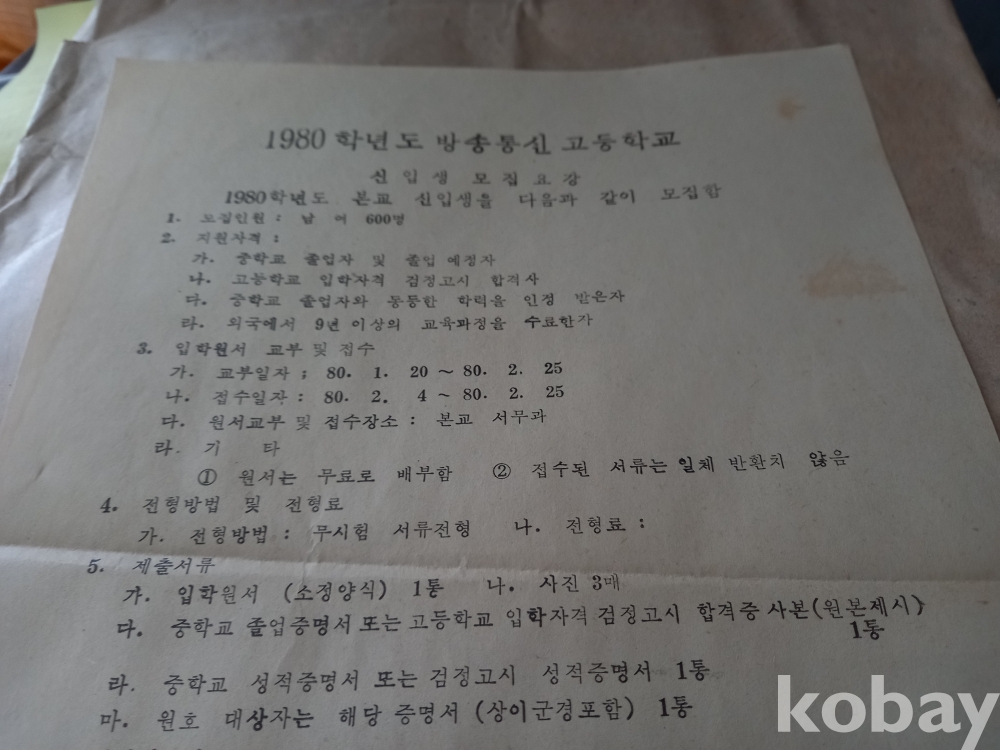 1980 학년도 방송통신 고등학교
신입생 모집요강
1980학년도 본교 신입생을 다음과 같이 모집함
1. 모집인원 : 남 여 600명
2. 지원자격 :
가. 중학교 졸업자 및 졸업 예정자
나. 고등학교 입학자격 검정고시 합격자
다. 중학교 졸업자와 동등한 학력을 인정 받은자
라. 외국에서 9년 이상의 교육과정을 수료한자
3. 입학원서 교부 및 접수
가. 교부일자 ; 80. 1. 20 ~ 80. 2. 25
나. 접수일자 : 80. 2. 4 ~ 80. 2. 25
다. 원서교부 및 접수장소 : 본교 서무과
라. 기 타
① 원서는 무료로 배부함 ② 접수된 서류는 일체 반환치 않음
4. 전형방법 및 전형료
가. 전형방법 : 무시험 서류전형 나. 전형료 :
5. 제출서류
가. 입학원서 (소정양식) 1통 나. 사진 3매
다. 중학교 졸업증명서 또는 고등학교 입학자격 검정고시 합격증 사본(원본제시)
1통
라. 중학교 성적증명서 또는 검정고시 성적증명서 1통
마. 원호 대상자는 해당 증명서 (상이군경포함) 1통
kobay